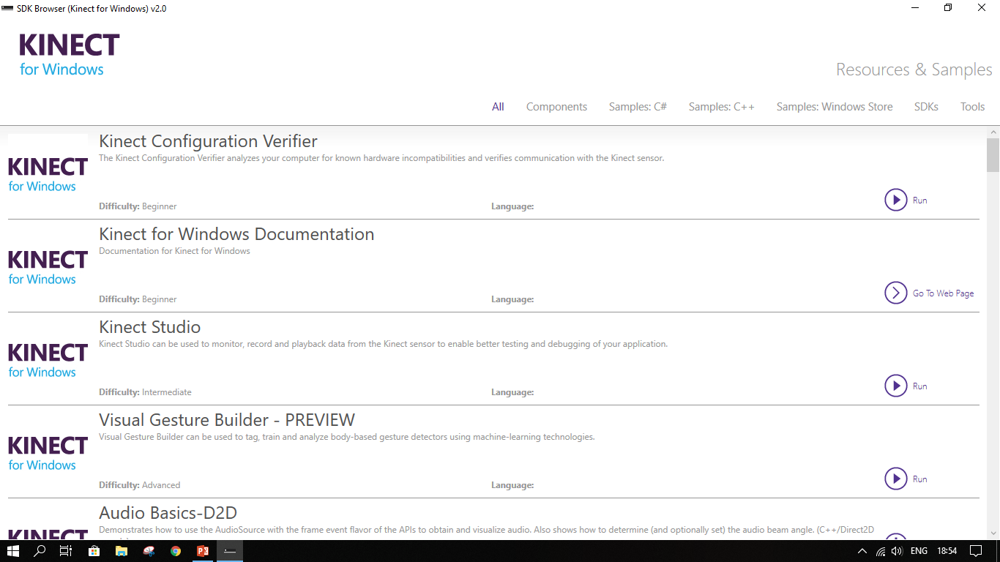 SDK Browser (Kinect for Windows) v2.0
KINECT
for Windows
Resources & Samples
All Components Samples: C# Samples: C++ Samples: Windows Store SDKs Tools
KINECT
for Windows
Kinect Configuration Verifier
The Kinect Configuration Verifier analyzes your computer for known hardware incompatibilities and verifies communication with the Kinect sensor.
Difficulty: Beginner Language: Run
KINECT
for Windows
Kinect for Windows Documentation
Documentation for Kinect for Windows
Difficulty: Beginner Language: Go To Web Page
KINECT
for Windows
Kinect Studio
Kinect Studio can be used to monitor, record and playback data from the Kinect sensor to enable better testing and debugging of your application.
Difficulty: Intermediate Language: Run
KINECT
for Windows
Visual Gesture Builder - PREVIEW
Visual Gesture Builder can be used to tag, train and analyze body-based gesture detectors using machine-learning technologies.
Difficulty: Advanced Language: Run
KINECT
Audio Basics-D2D
Demonstrates how to use the AudioSource with the frame event flavor of the APIs to obtain and visualize audio. Also shows how to determine (and optionally set) the audio beam angle. (C++/Direct2D
ENG 18:54